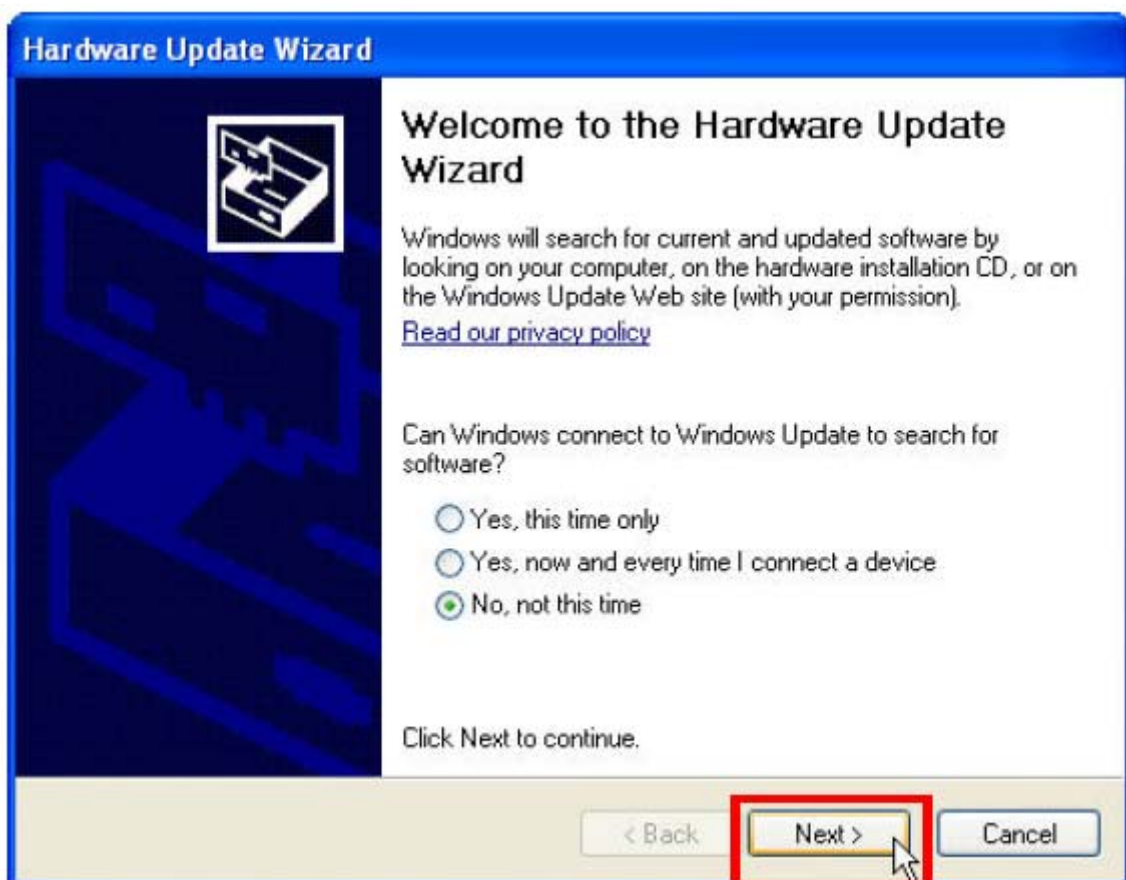 Hardware Update Wizard
Welcome to the Hardware Update
Wizard
Windows will search for current and updated software by
looking on your computer, on the hardware installation CD, or on
the Windows Update Web site (with your permission).
Read our privacy policy
Can Windows connect to Windows Update to search for
software?
Yes, this time only
Yes, now and every time I connect a device
No, not this time
Click Next to continue.
< Back
Next >
Cancel